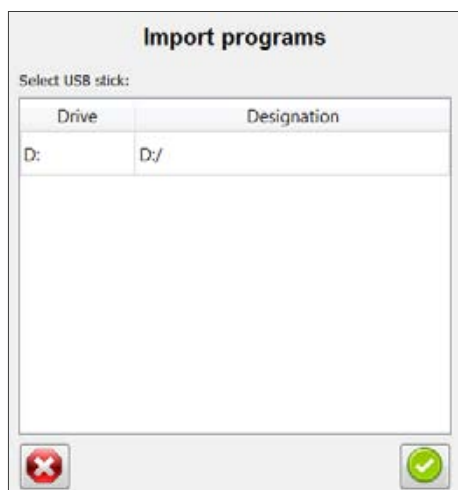 Import programs
Select USB stick:
Drive Designation
D: D:/